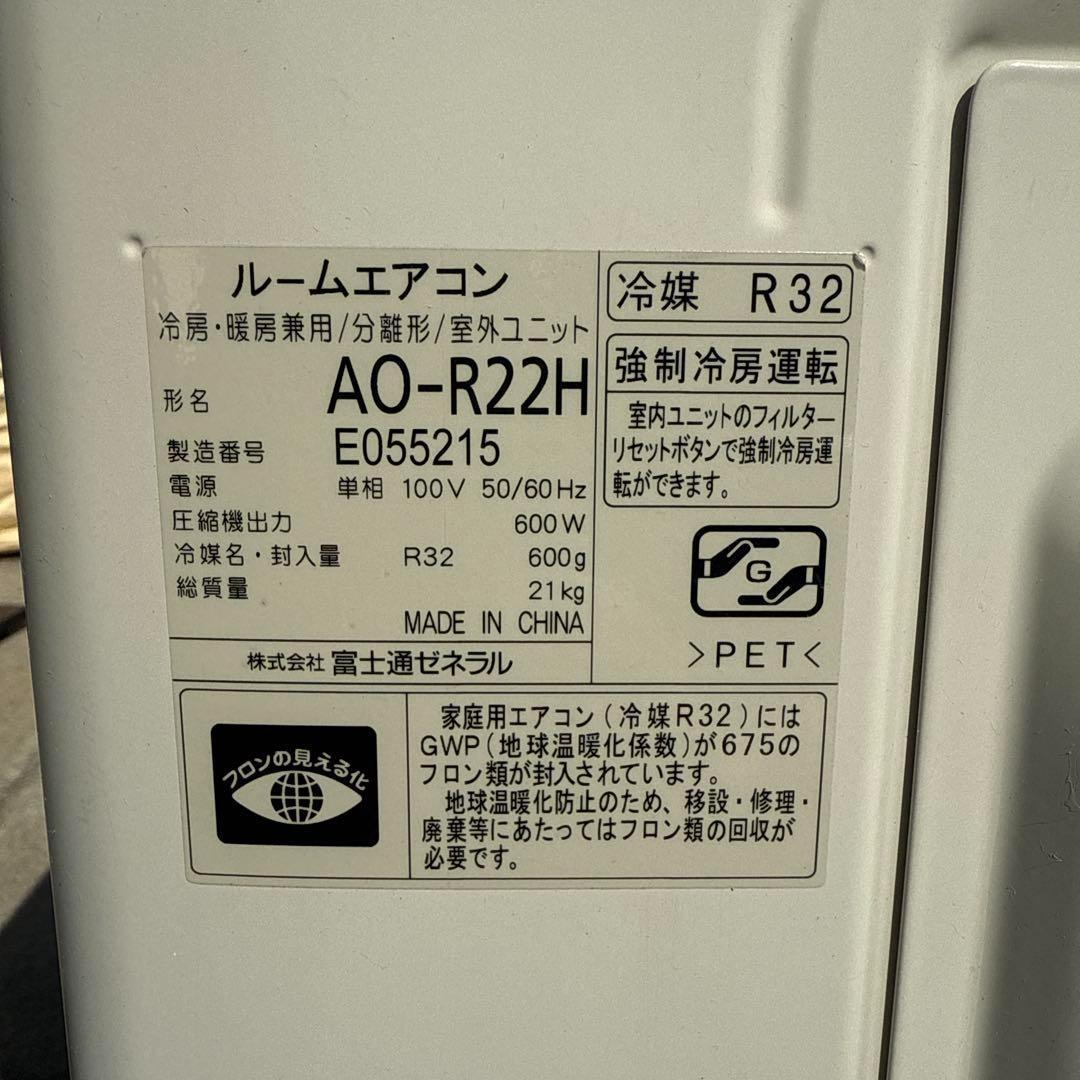 ルームエアコン
冷房・暖房兼用/分離形/室外ユニット
形名 AO-R22H
製造番号 E055215
電源 単相 100V 50/60Hz
圧縮機出力 600W
冷媒名・封入量 R32 600g
総質量 21kg
MADE IN CHINA
株式会社 富士通ゼネラル
冷媒 R32
強制冷房運転
室内ユニットのフィルター
リセットボタンで強制冷房運
転ができます。
G
>PET<
フロンの見える化
家庭用エアコン(冷媒R32)には
GWP(地球温暖化係数)が675の
フロン類が封入されています。
地球温暖化防止のため、移設・修理・
廃棄等にあたってはフロン類の回収が
必要です。